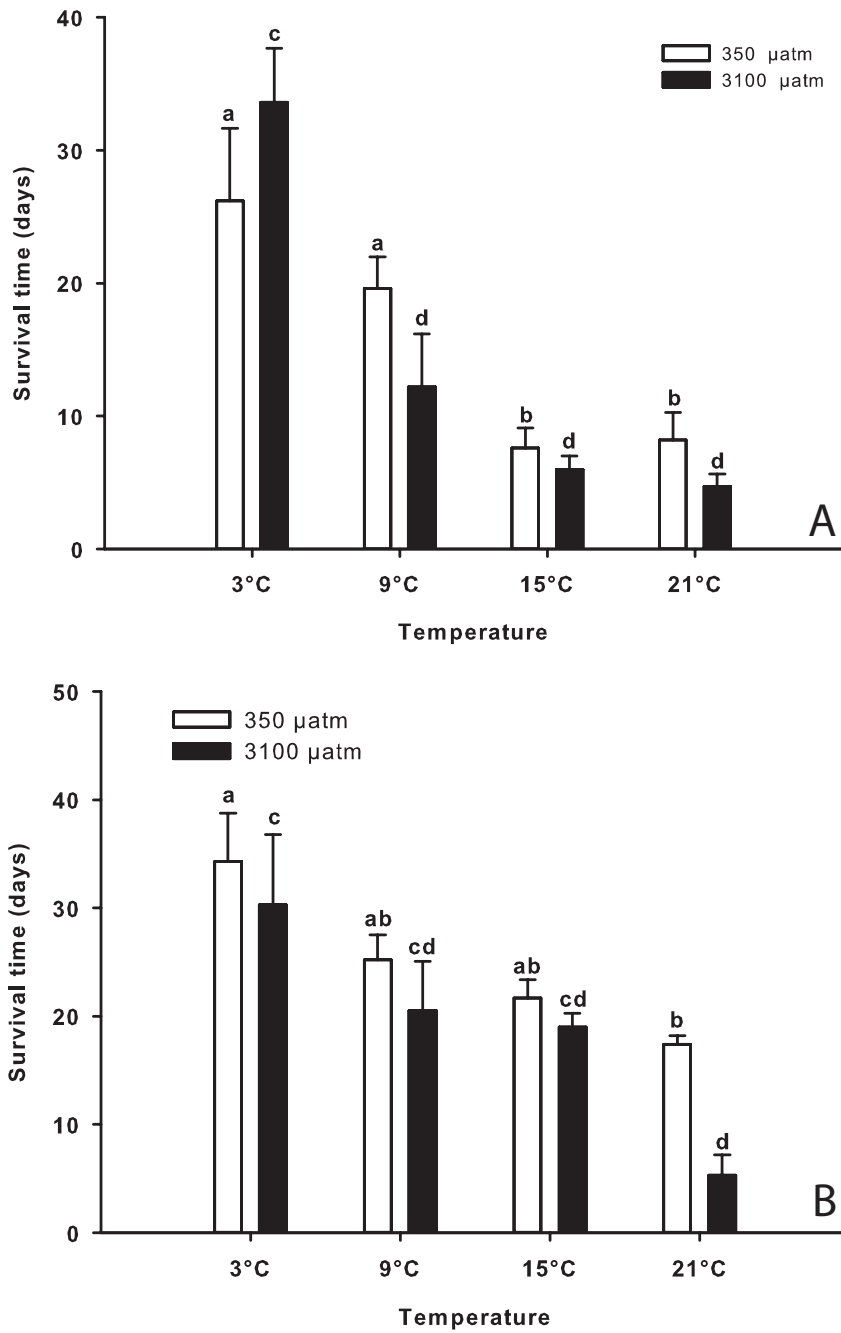 40
30
20
10
0
Survival time (days)
a
c
a
d
b
d
b
d
350 µatm
3100 µatm
A
3°C
9°C
15°C
21°C
Temperature
50
40
30
20
10
0
Survival time (days)
350 µatm
3100 µatm
a
c
ab
cd
ab
cd
b
d
B
3°C
9°C
15°C
21°C
Temperature